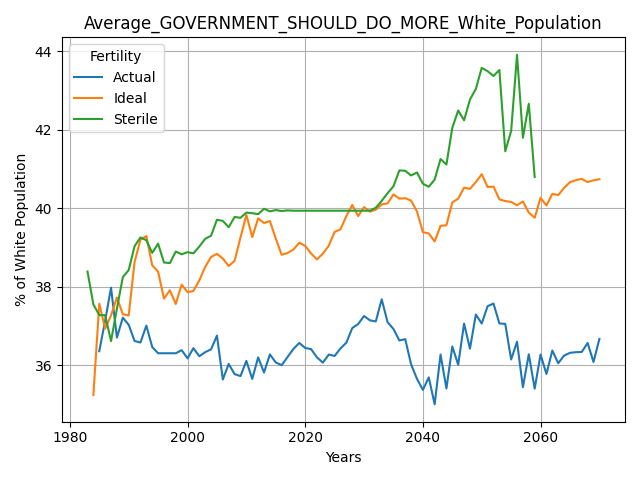 Average_GOVERNMENT_SHOULD_DO_MORE_White_Population
Fertility
Actual
Ideal
Sterile
% of White Population
44
42
40
38
36
1980 2000 2020 2040 2060
Years